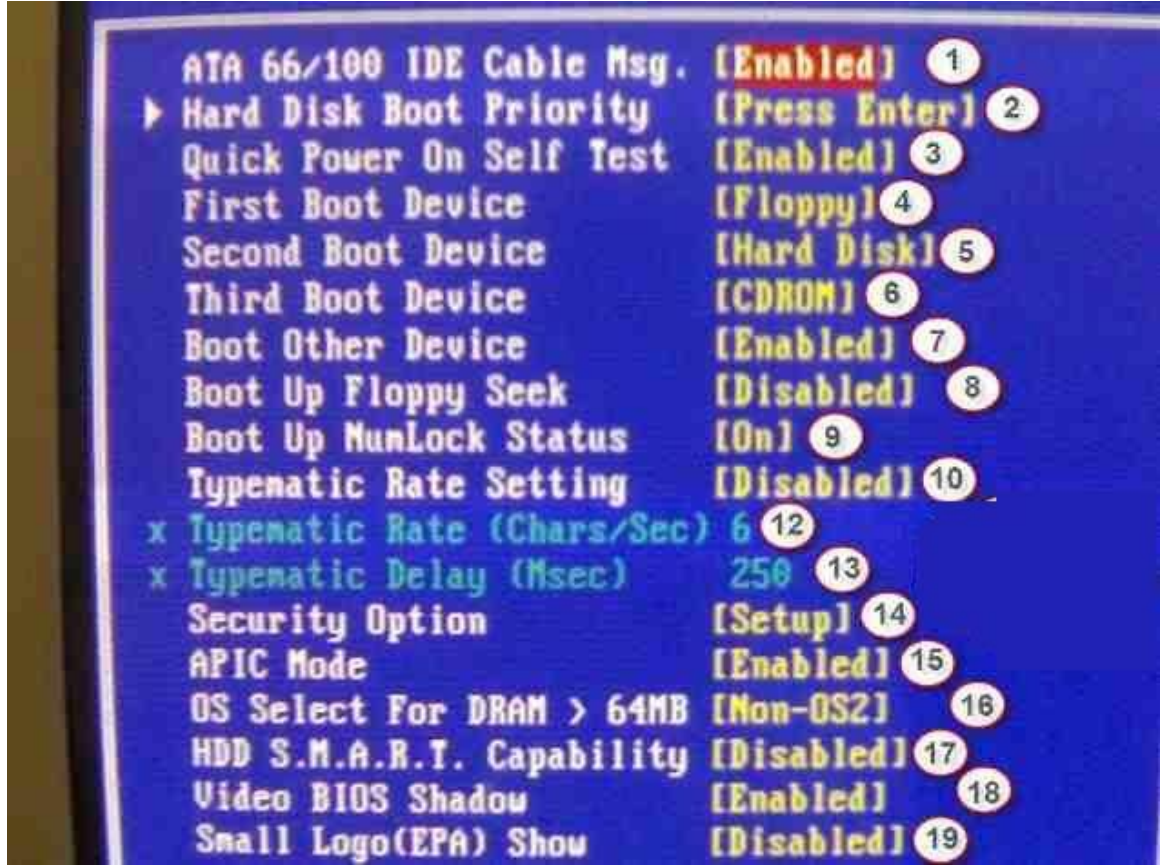 ATA 66/100 IDE Cable Msg. [Enabled] 1
Hard Disk Boot Priority [Press Enter] 2
Quick Power On Self Test [Enabled] 3
First Boot Device [Floppy] 4
Second Boot Device [Hard Disk] 5
Third Boot Device [CDROM] 6
Boot Other Device [Enabled] 7
Boot Up Floppy Seek [Disabled] 8
Boot Up NumLock Status [On] 9
Typematic Rate Setting [Disabled] 10
x Typematic Rate (Chars/Sec) 6 12
x Typematic Delay (Msec) 250 13
Security Option [Setup] 14
APIC Mode [Enabled] 15
OS Select For DRAM > 64MB [Non-OS2] 16
HDD S.M.A.R.T. Capability [Disabled] 17
Video BIOS Shadow [Enabled] 18
Small Logo(EPA) Show [Disabled] 19